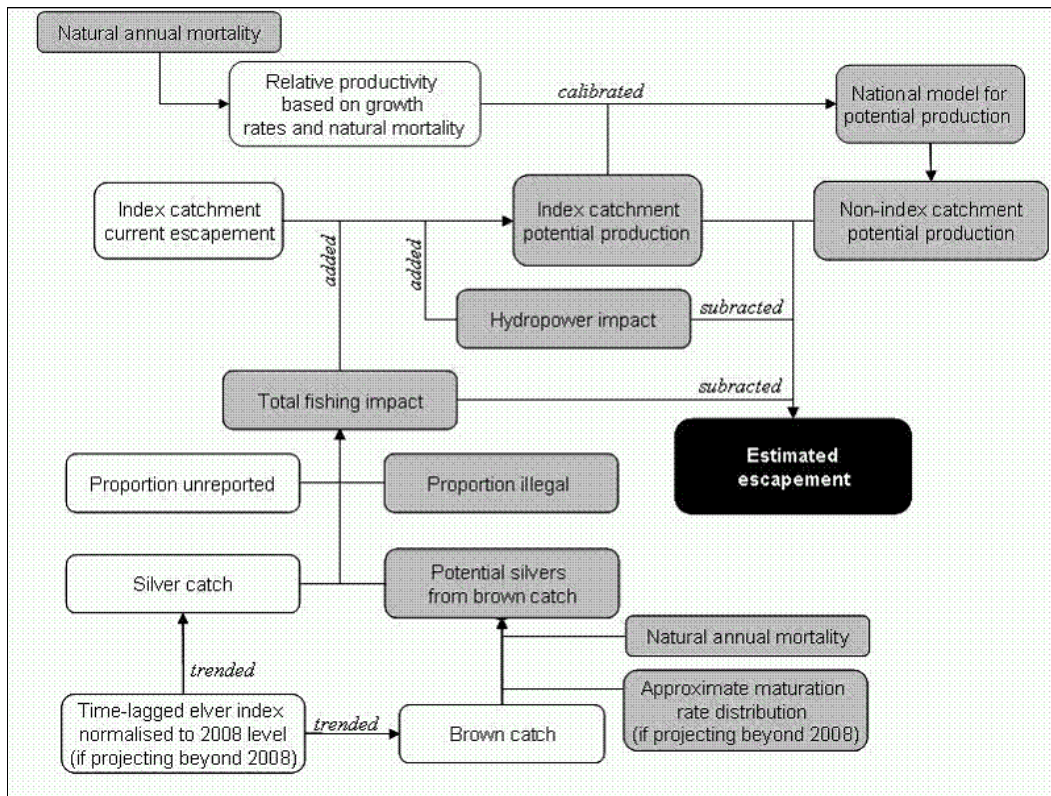 Natural annual mortality
Relative productivity
based on growth
rates and natural mortality
calibrated
National model for
potential production
Index catchment
current escapement
added
added
Index catchment
potential production
Non-index catchment
potential production
Hydropower impact
subracted
Total fishing impact
subracted
Estimated
escapement
Proportion unreported
Proportion illegal
Silver catch
Potential silvers
from brown catch
Natural annual mortality
trended
Approximate maturation
rate distribution
(if projecting beyond 2008)
Time-lagged elver index
normalised to 2008 level
(if projecting beyond 2008)
trended
Brown catch